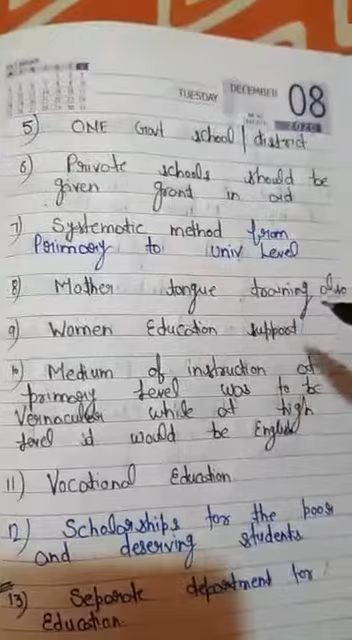 TUESDAY DECEMBER 08
2020
5) ONE Govt school | district
6) Private schools should be
given grant in aid
7) Systematic method from
Primary to Univ Level
8) Mother tongue training also
9) Women Education support
10) Medium of instruction at
primary level was to be
Vernacular while at high
level it would be English
11) Vocational Education
12) Scholarships for the poor
and deserving students
13) Separate department for
Education